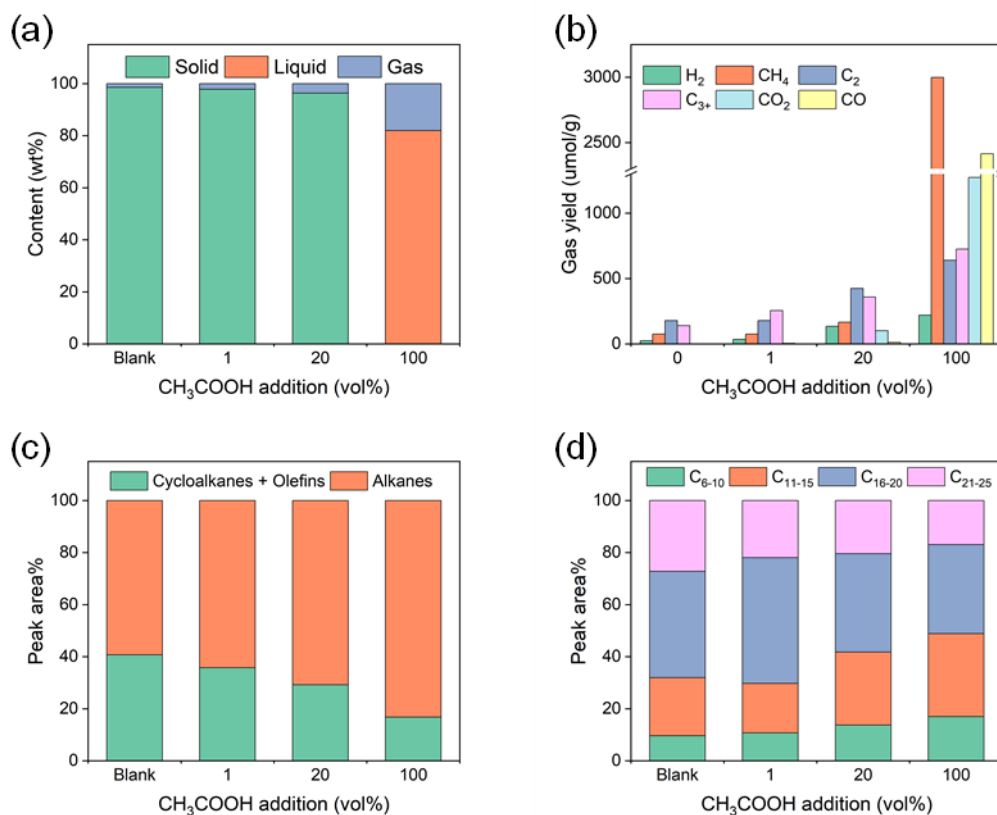 (a)
Solid Liquid Gas
100
80
60
40
20
0
Content (wt%)
Blank 1 20 100
CH₃COOH addition (vol%)
(b)
H₂ CH₄ C₂
C₃₊ CO₂ CO
3000
2500
1000
500
0
Gas yield (umol/g)
0 1 20 100
CH₃COOH addition (vol%)
(c)
Cycloalkanes + Olefins Alkanes
100
80
60
40
20
0
Peak area%
Blank 1 20 100
CH₃COOH addition (vol%)
(d)
C₆₋₁₀ C₁₁₋₁₅ C₁₆₋₂₀ C₂₁₋₂₅
100
80
60
40
20
0
Peak area%
Blank 1 20 100
CH₃COOH addition (vol%)